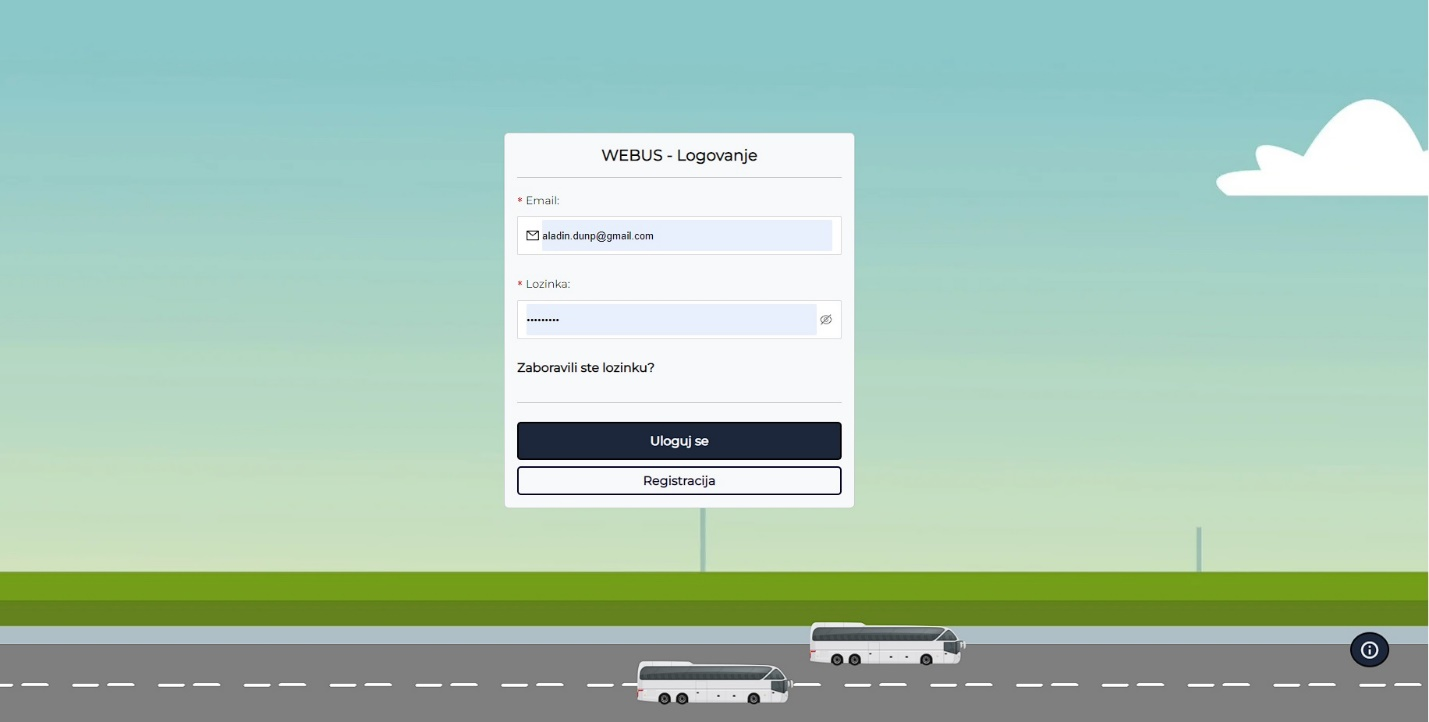 WEBUS - Logovanje
* Email:
aladin.dunp@gmail.com
* Lozinka:
•••••••••
Zaboravili ste lozinku?
Uloguj se
Registracija